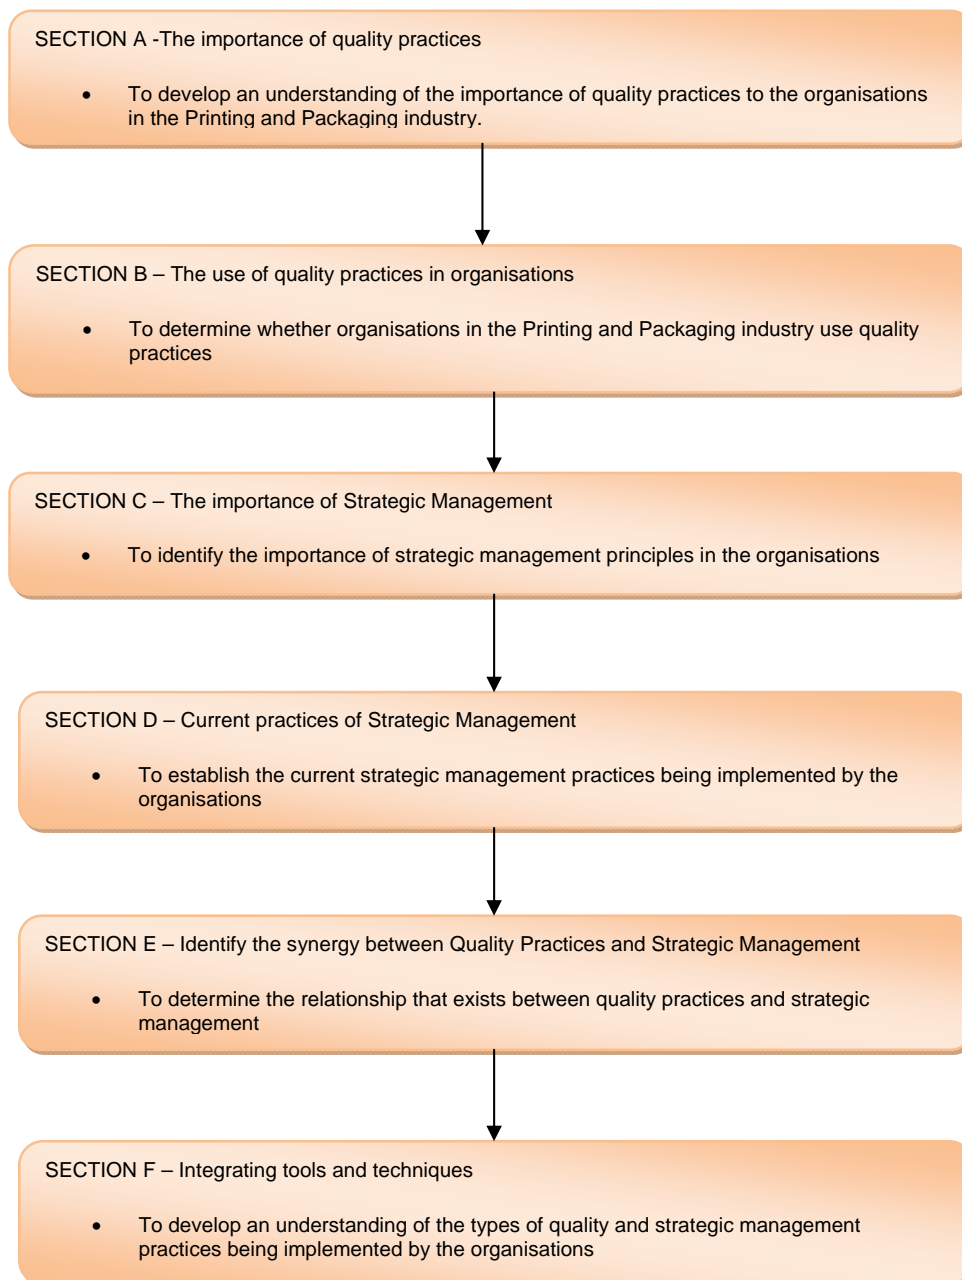 SECTION A -The importance of quality practices
• To develop an understanding of the importance of quality practices to the organisations
in the Printing and Packaging industry.
SECTION B – The use of quality practices in organisations
• To determine whether organisations in the Printing and Packaging industry use quality
practices
SECTION C – The importance of Strategic Management
• To identify the importance of strategic management principles in the organisations
SECTION D – Current practices of Strategic Management
• To establish the current strategic management practices being implemented by the
organisations
SECTION E – Identify the synergy between Quality Practices and Strategic Management
• To determine the relationship that exists between quality practices and strategic
management
SECTION F – Integrating tools and techniques
• To develop an understanding of the types of quality and strategic management
practices being implemented by the organisations